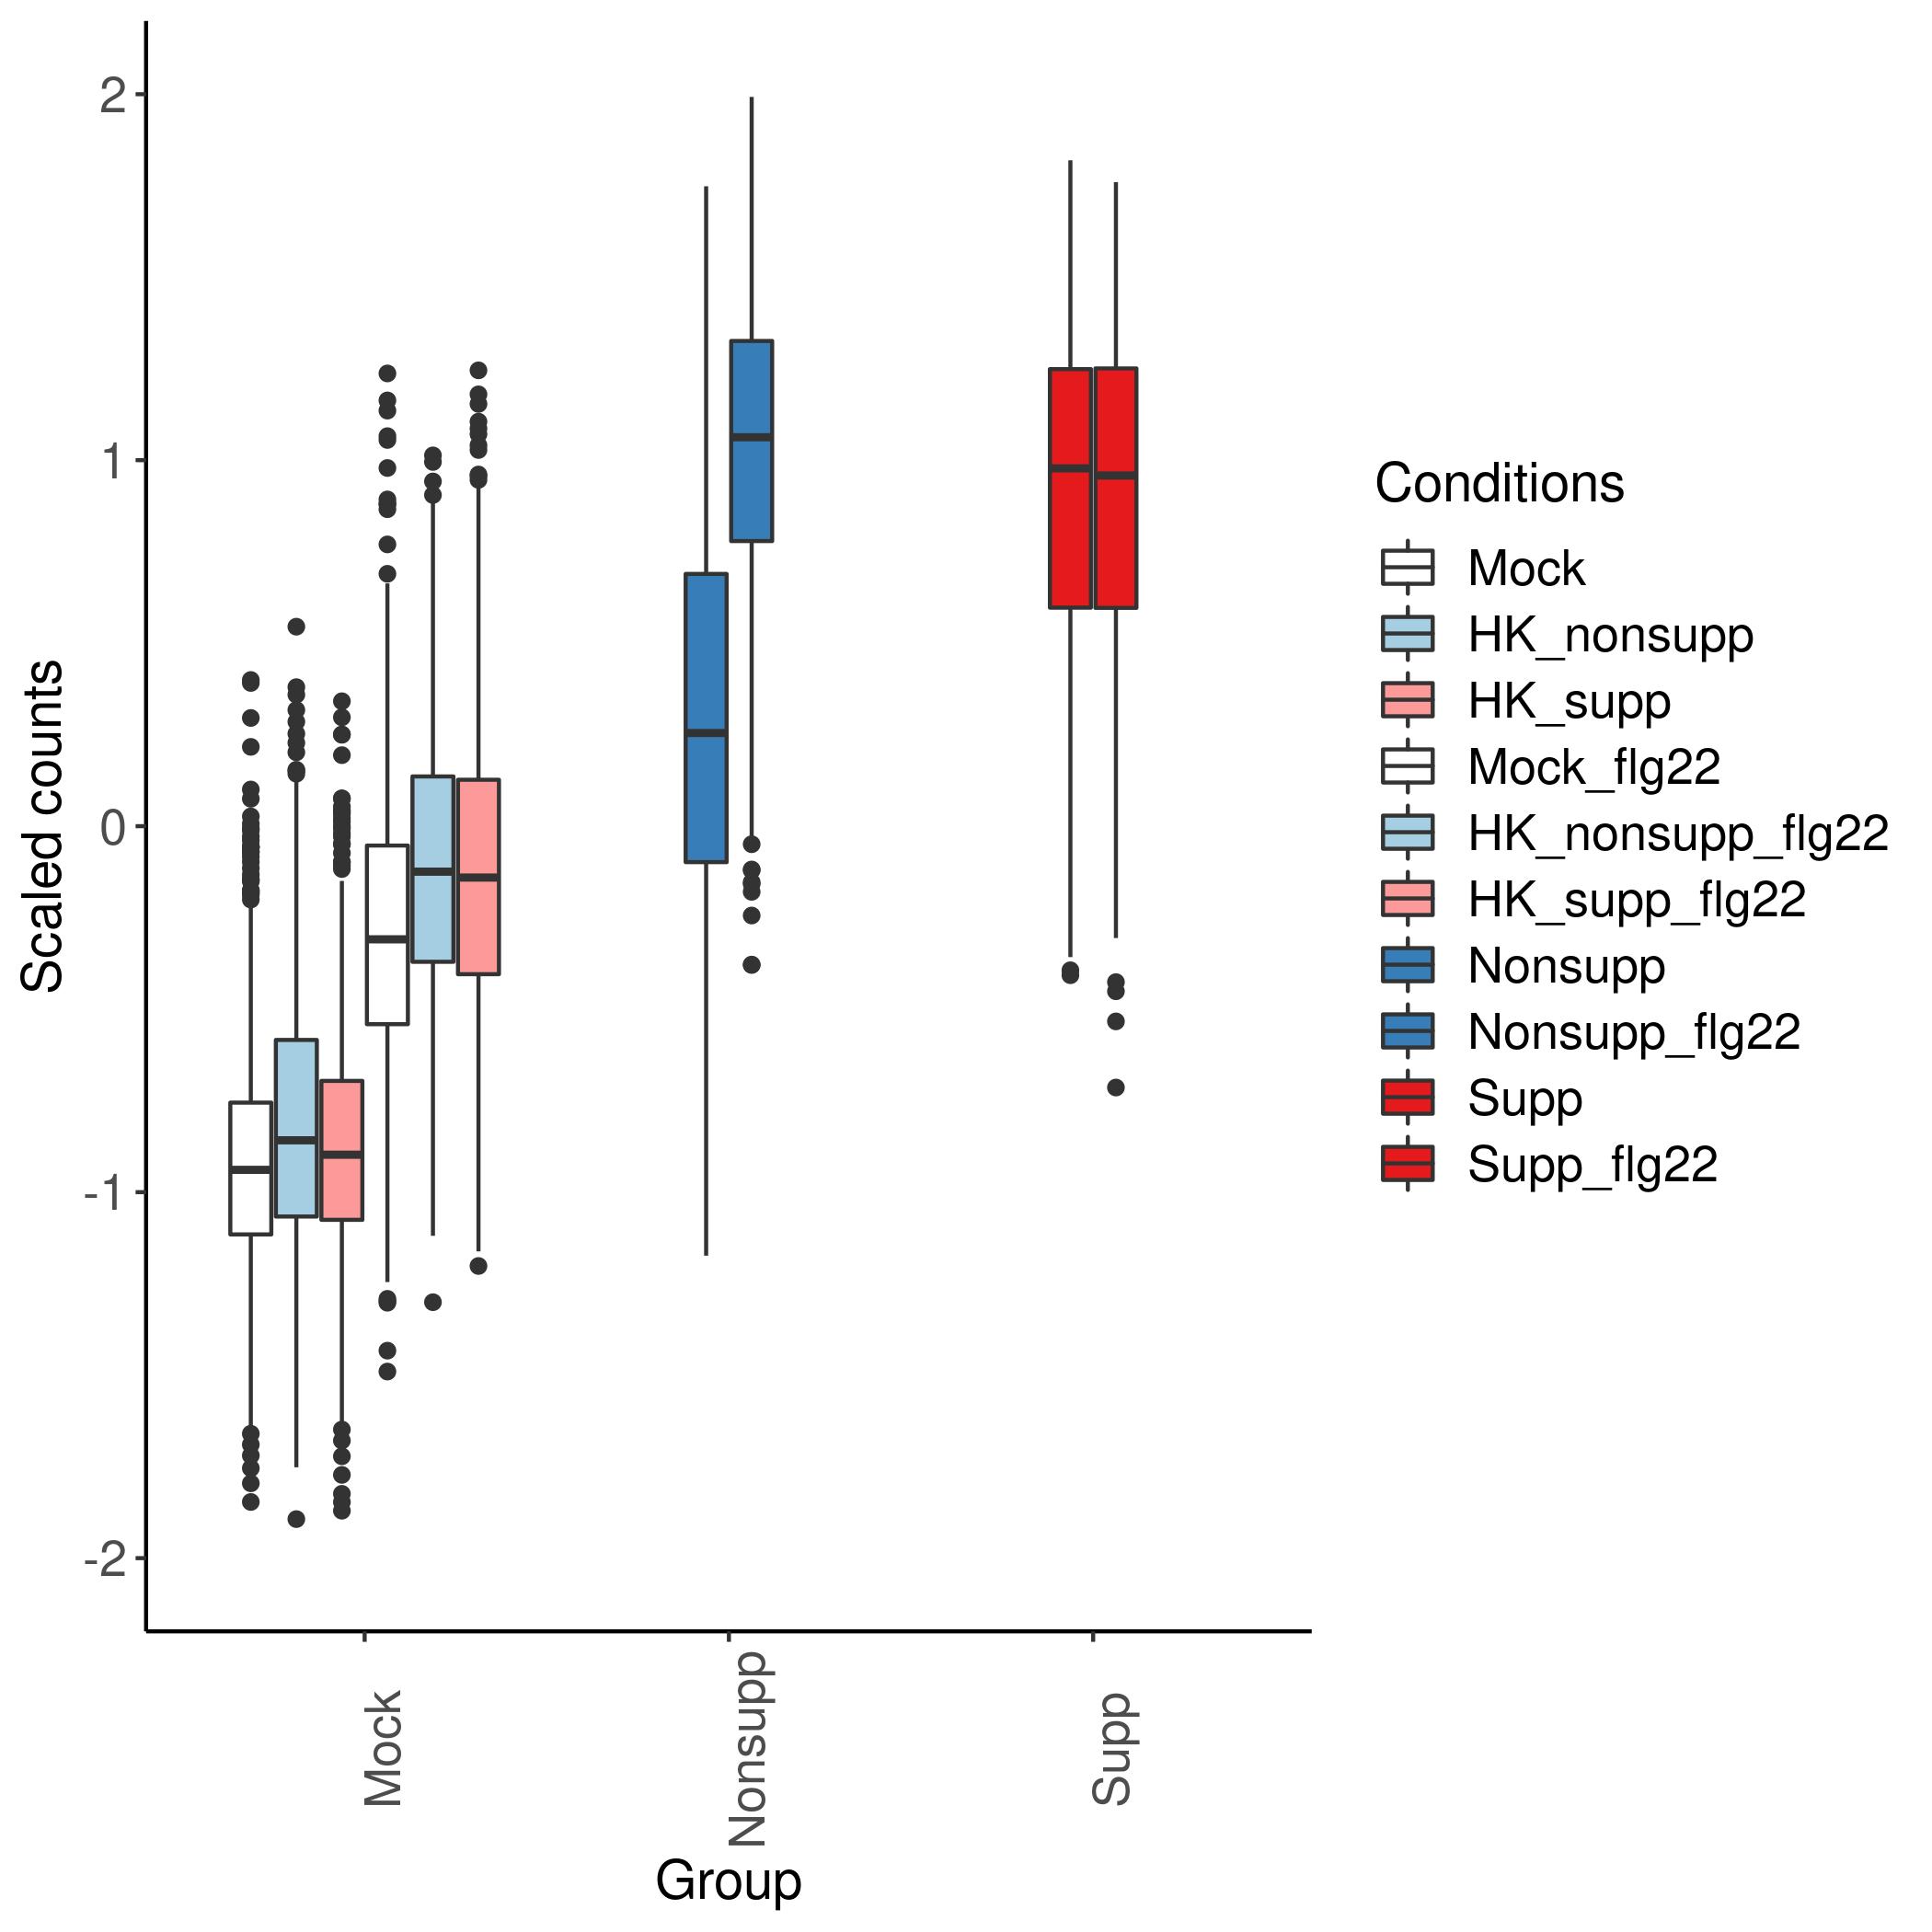 Scaled counts
2
1
0
-1
-2
Mock
Nonsupp
Supp
Group
Conditions
Mock
HK_nonsupp
HK_supp
Mock_flg22
HK_nonsupp_flg22
HK_supp_flg22
Nonsupp
Nonsupp_flg22
Supp
Supp_flg22